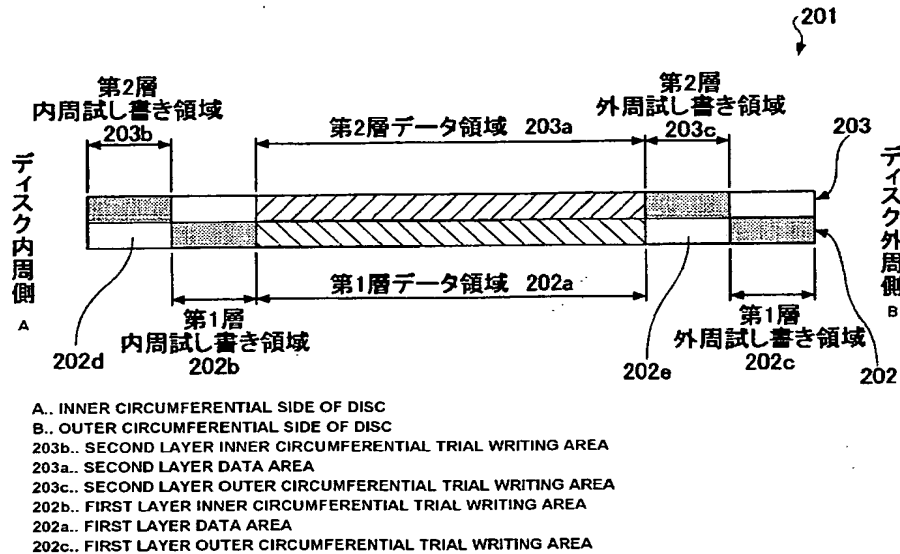 201
第2層
内周試し書き領域
203b
第2層データ領域 203a
第2層
外周試し書き領域
203c
203
ディスク内周側
A
ディスク外周側
B
第1層データ領域 202a
202d
第1層
内周試し書き領域
202b
202e
第1層
外周試し書き領域
202c
202
A.. INNER CIRCUMFERENTIAL SIDE OF DISC
B.. OUTER CIRCUMFERENTIAL SIDE OF DISC
203b.. SECOND LAYER INNER CIRCUMFERENTIAL TRIAL WRITING AREA
203a.. SECOND LAYER DATA AREA
203c.. SECOND LAYER OUTER CIRCUMFERENTIAL TRIAL WRITING AREA
202b.. FIRST LAYER INNER CIRCUMFERENTIAL TRIAL WRITING AREA
202a.. FIRST LAYER DATA AREA
202c.. FIRST LAYER OUTER CIRCUMFERENTIAL TRIAL WRITING AREA